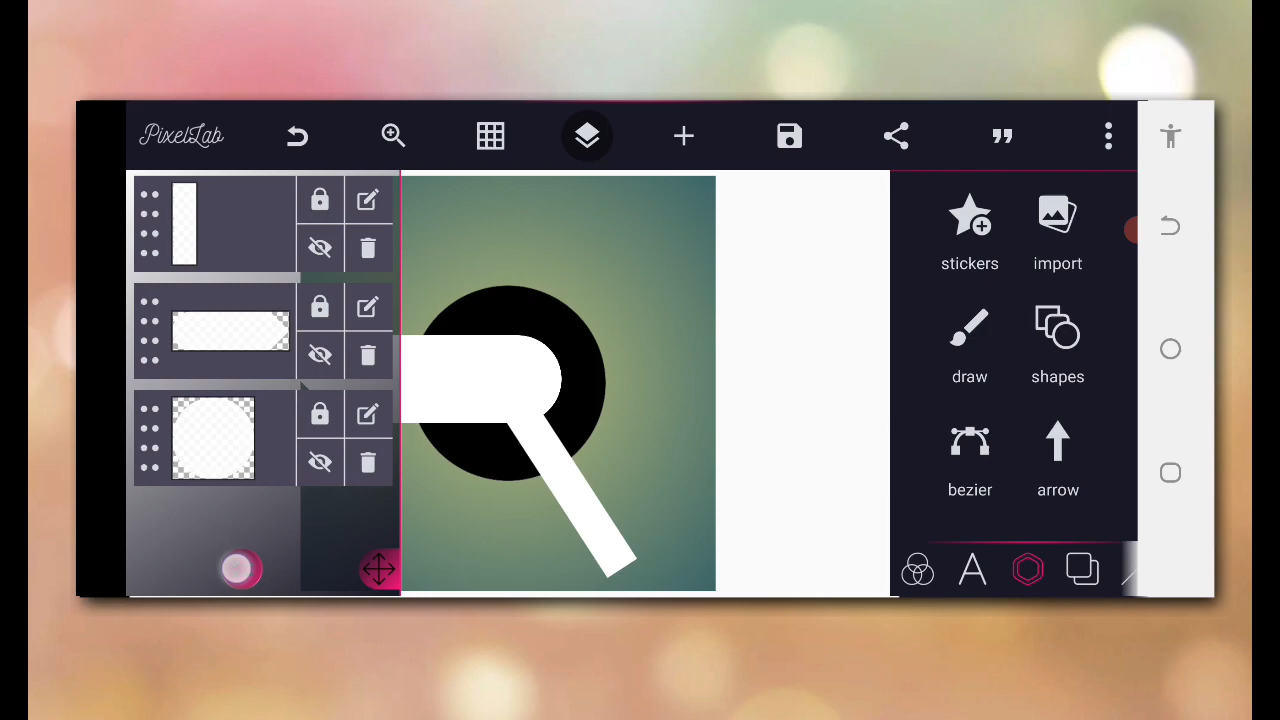 PixelLab
stickers
import
draw
shapes
bezier
arrow